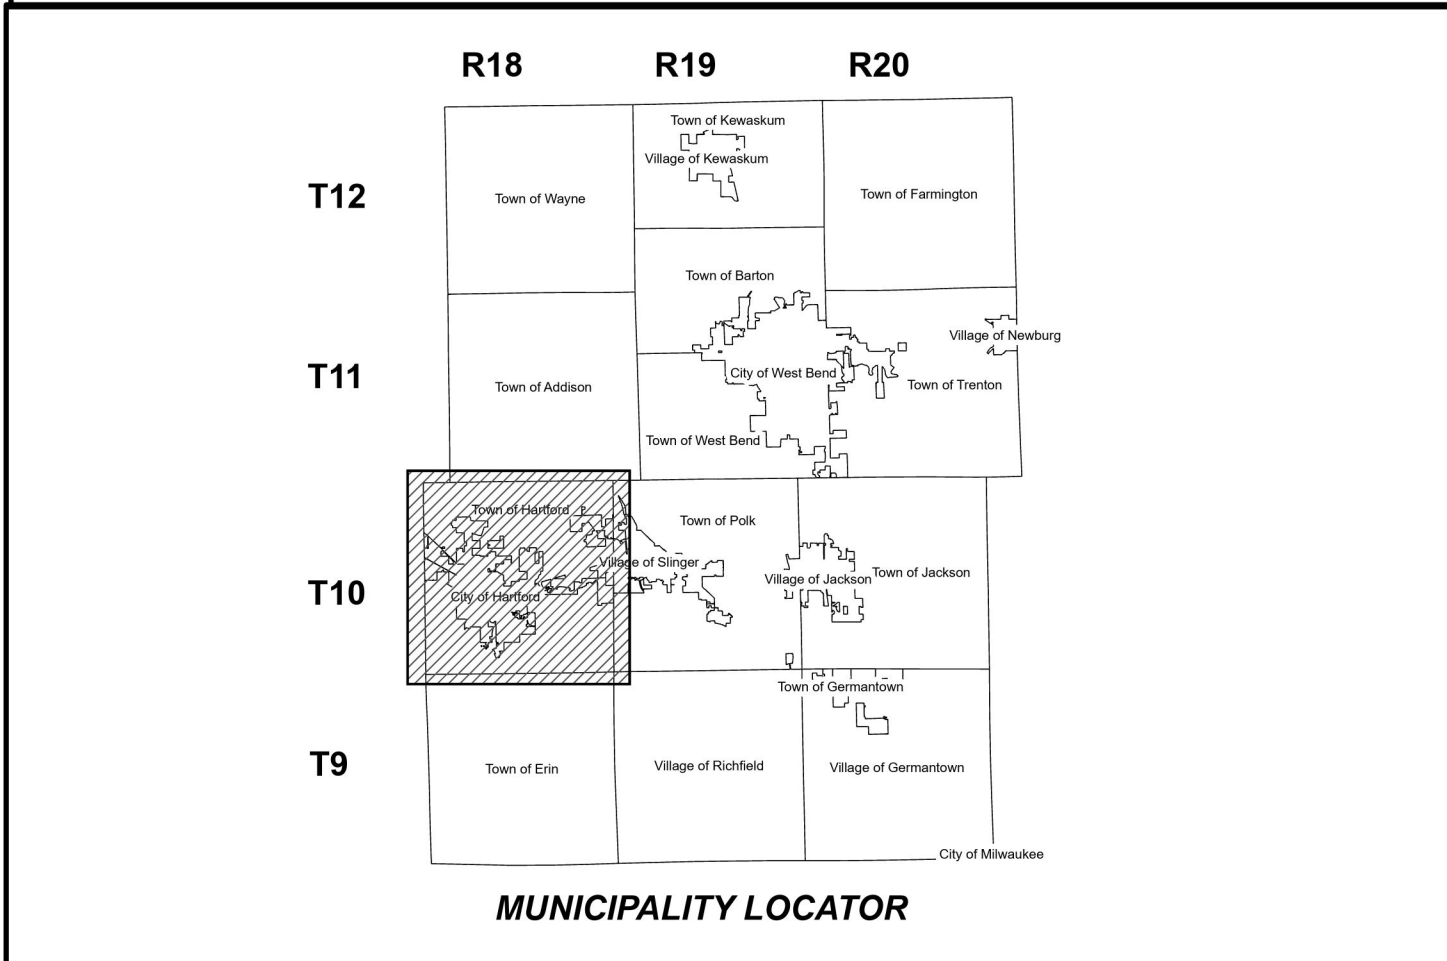 R18 R19 R20
Town of Kewaskum
Village of Kewaskum
T12
Town of Wayne
Town of Farmington
Town of Barton
Village of Newburg
T11
City of West Bend
Town of Addison
Town of Trenton
Town of West Bend
Town of Hartford
Town of Polk
Village of Slinger
Town of Jackson
Village of Jackson
T10
City of Hartford
Town of Germantown
T9
Town of Erin
Village of Richfield
Village of Germantown
City of Milwaukee
MUNICIPALITY LOCATOR